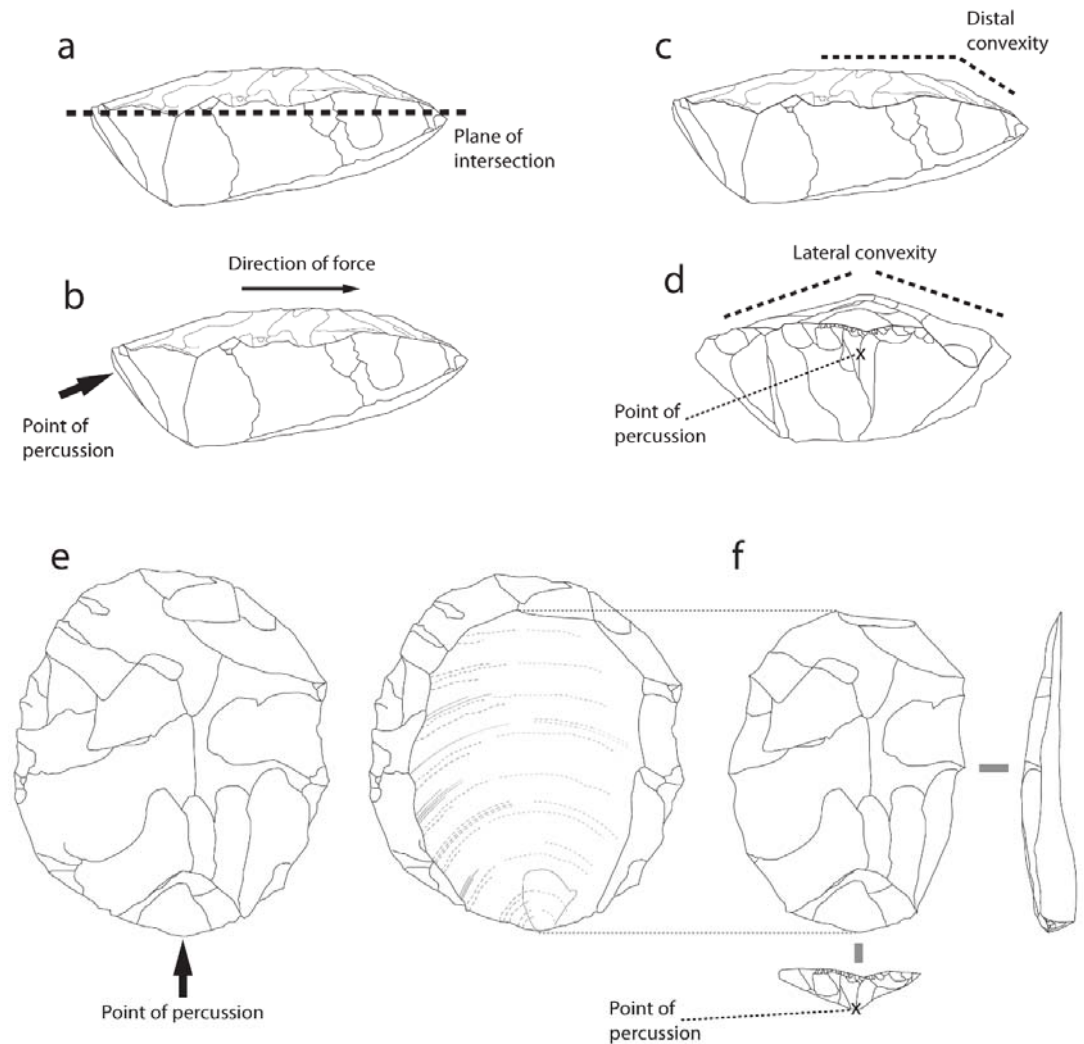 a
Plane of
intersection
c
Distal
convexity
b
Direction of force
Point of
percussion
d
Lateral convexity
x
Point of
percussion
e
Point of percussion
f
Point of
percussion
x